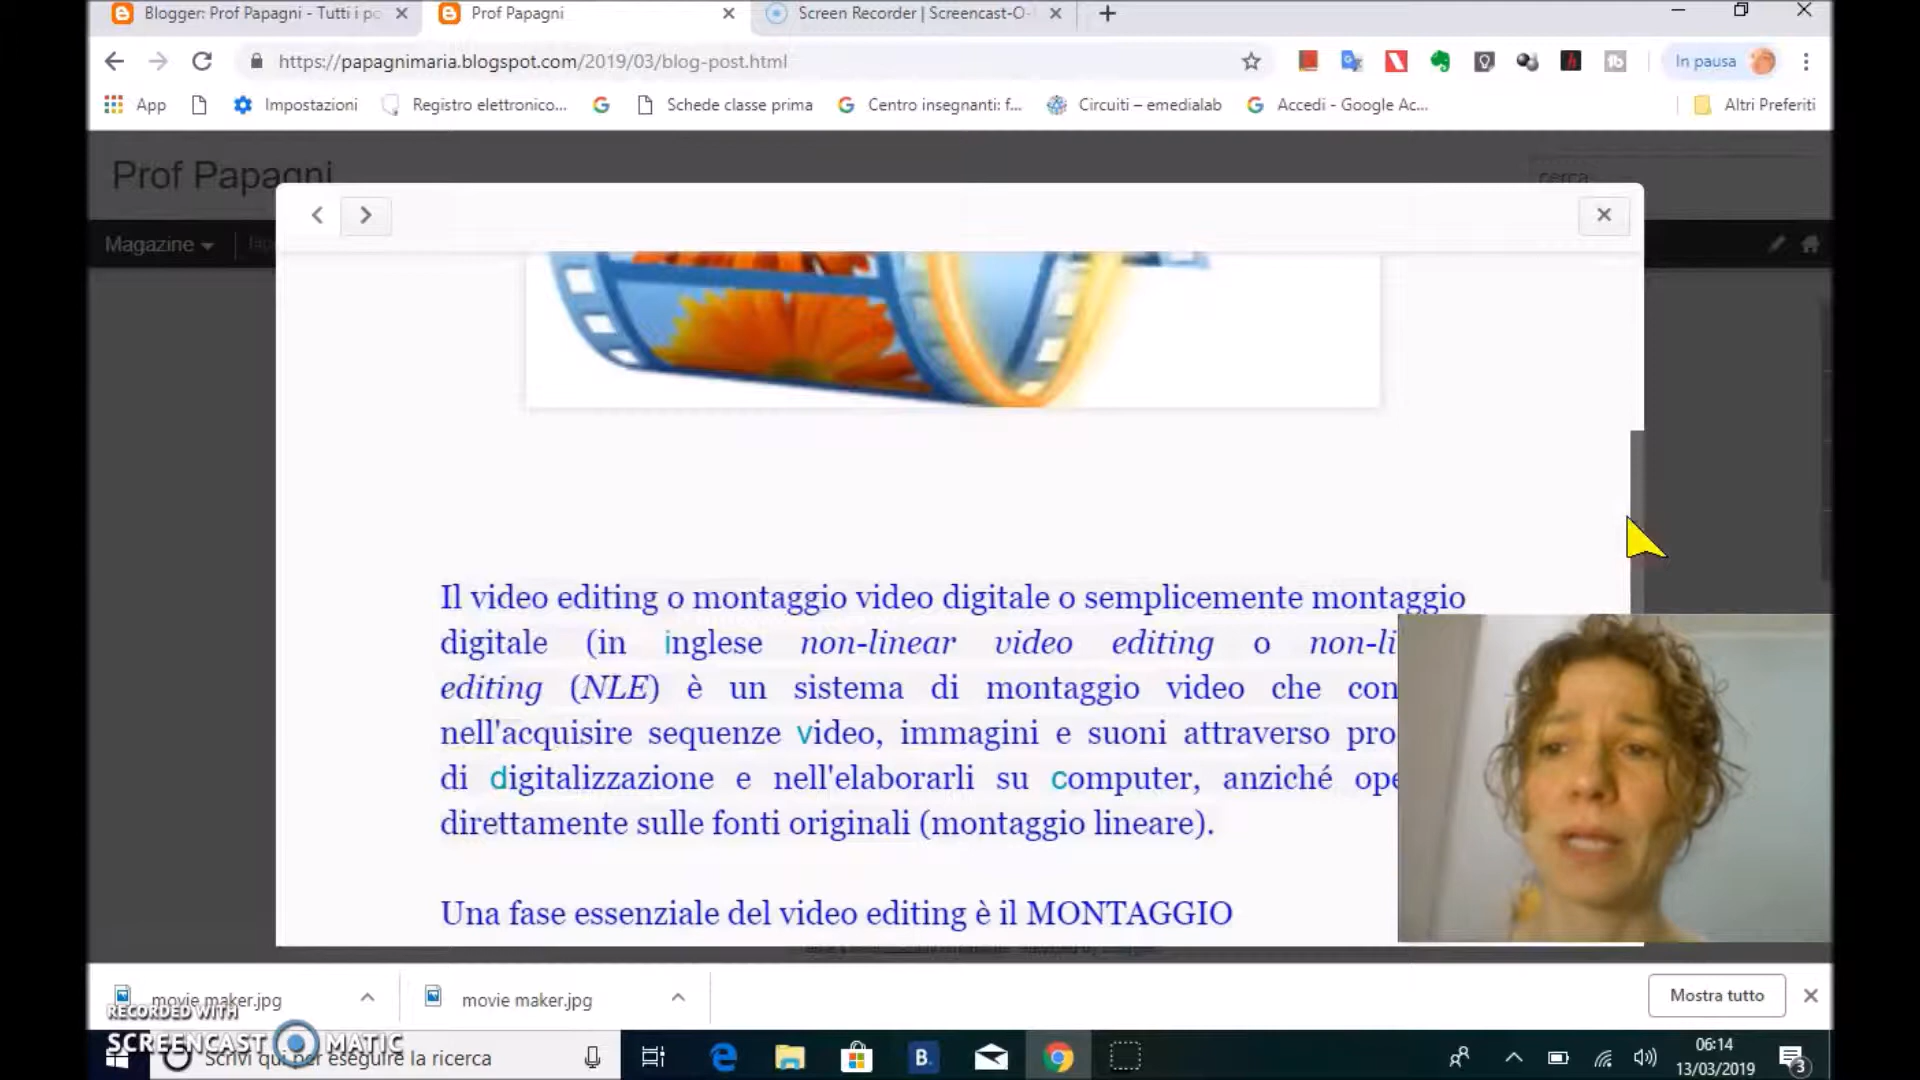 Blogger: Prof Papagni - Tutti i po
Prof Papagni
Screen Recorder | Screencast-O-
https://papagnimaria.blogspot.com/2019/03/blog-post.html
In pausa
App
Impostazioni
Registro elettronico...
Schede classe prima
Centro insegnanti: f...
Circuiti – emedialab
Accedi - Google Ac...
Altri Preferiti
Prof Papagni
cerca
Magazine
Il video editing o montaggio video digitale o semplicemente montaggio
digitale (in inglese non-linear video editing o non-li
editing (NLE) è un sistema di montaggio video che con
nell'acquisire sequenze video, immagini e suoni attraverso pro
di digitalizzazione e nell'elaborarli su computer, anziché ope
direttamente sulle fonti originali (montaggio lineare).
Una fase essenziale del video editing è il MONTAGGIO
movie maker.jpg
movie maker.jpg
Mostra tutto
RECORDED WITH
SCREENCAST MATIC
Scrivi qui per eseguire la ricerca
B.
06:14
13/03/2019
3